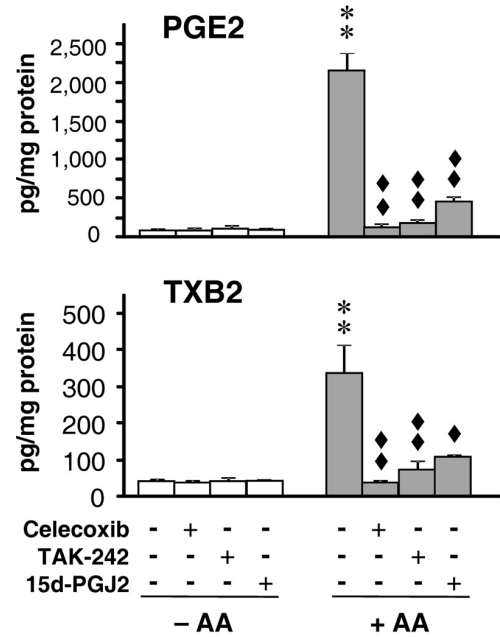 PGE2
**
pg/mg protein
2,500
2,000
1,500
1,000
500
0
♦♦ ♦♦ ♦♦
TXB2
**
pg/mg protein
500
400
300
200
100
0
♦♦ ♦♦ ♦
Celecoxib - + - - - + - -
TAK-242 - - + - - - + -
15d-PGJ2 - - - + - - - +
– AA + AA